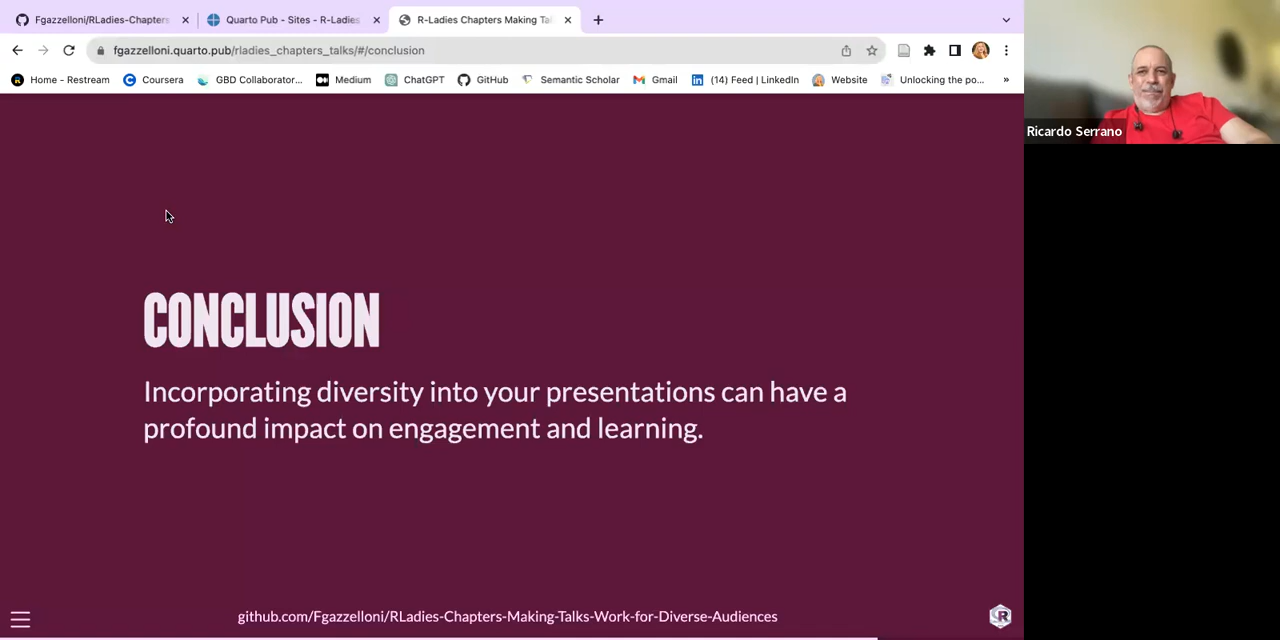 Fgazzelloni/RLadies-Chapters
Quarto Pub - Sites - R-Ladies
R-Ladies Chapters Making Tal
fgazzelloni.quarto.pub/rladies_chapters_talks/#/conclusion
Home - Restream
Coursera
GBD Collaborator...
Medium
ChatGPT
GitHub
Semantic Scholar
Gmail
(14) Feed | LinkedIn
Website
Unlocking the po...
»
Ricardo Serrano
CONCLUSION
Incorporating diversity into your presentations can have a
profound impact on engagement and learning.
github.com/Fgazzelloni/RLadies-Chapters-Making-Talks-Work-for-Diverse-Audiences
R